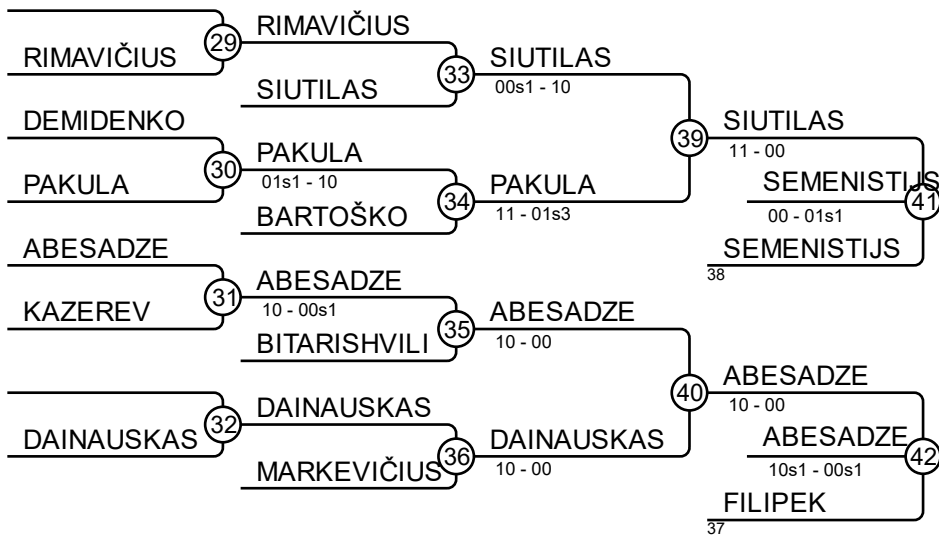 RIMAVIČIUS
29
RIMAVIČIUS
SIUTILAS
33
SIUTILAS
00s1 - 10
DEMIDENKO
PAKULA
30
PAKULA
01s1 - 10
BARTOŠKO
34
PAKULA
11 - 01s3
39
SIUTILAS
11 - 00
SEMENISTIJS
41
00 - 01s1
SEMENISTIJS
38
ABESADZE
KAZEREV
31
ABESADZE
10 - 00s1
BITARISHVILI
35
ABESADZE
10 - 00
DAINAUSKAS
32
DAINAUSKAS
MARKEVIČIUS
36
DAINAUSKAS
10 - 00
40
ABESADZE
10 - 00
ABESADZE
42
10s1 - 00s1
FILIPEK
37